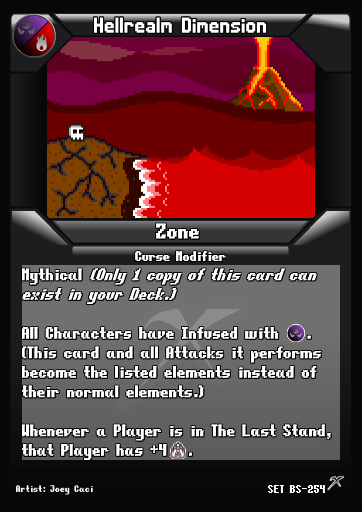 Hellrealm Dimension
Zone
Curse Modifier
Mythical (Only 1 copy of this card can
exist in your Deck.)
All Characters have Infused with .
(This card and all Attacks it performs
become the listed elements instead of
their normal elements.)
Whenever a Player is in The Last Stand,
that Player has +4 .
Artist: Joey Caci
SET BS-254